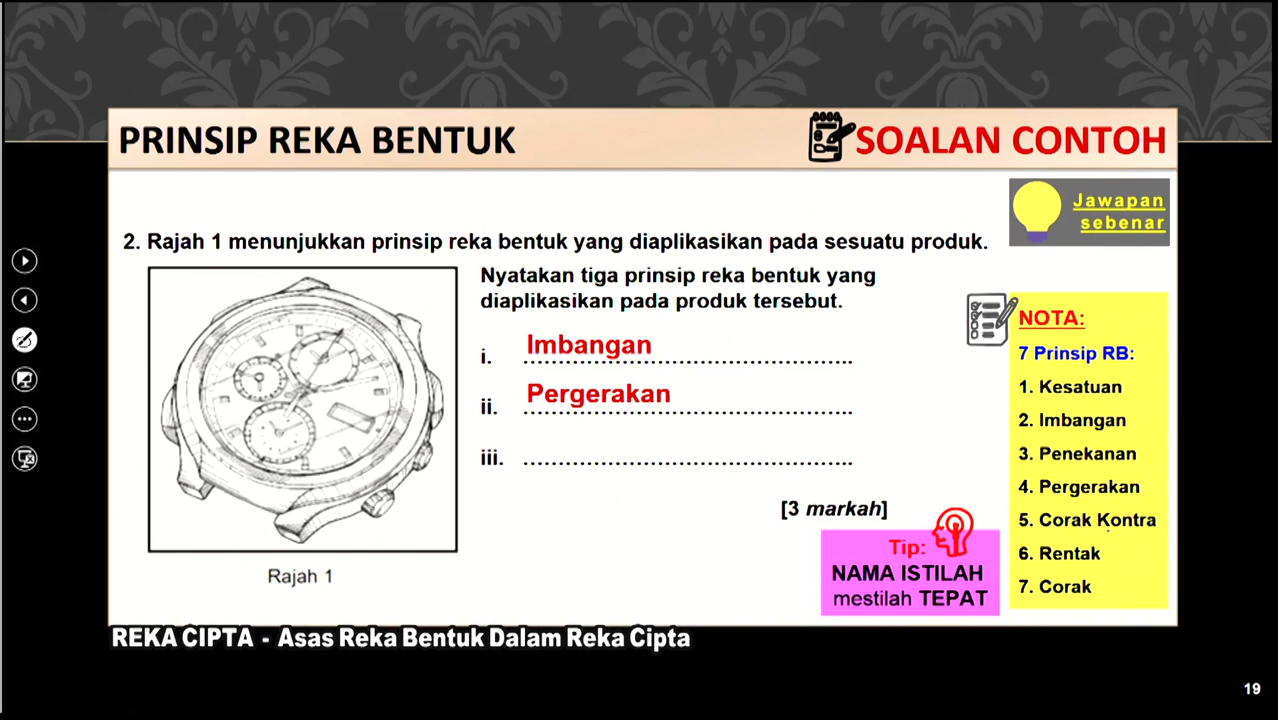 PRINSIP REKA BENTUK
SOALAN CONTOH
Jawapan
sebenar
2. Rajah 1 menunjukkan prinsip reka bentuk yang diaplikasikan pada sesuatu produk.
Nyatakan tiga prinsip reka bentuk yang
diaplikasikan pada produk tersebut.
i. Imbangan
ii. Pergerakan
iii. ..................................................
[3 markah]
Rajah 1
Tip:
NAMA ISTILAH
mestilah TEPAT
NOTA:
7 Prinsip RB:
1. Kesatuan
2. Imbangan
3. Penekanan
4. Pergerakan
5. Corak Kontra
6. Rentak
7. Corak
REKA CIPTA - Asas Reka Bentuk Dalam Reka Cipta
19